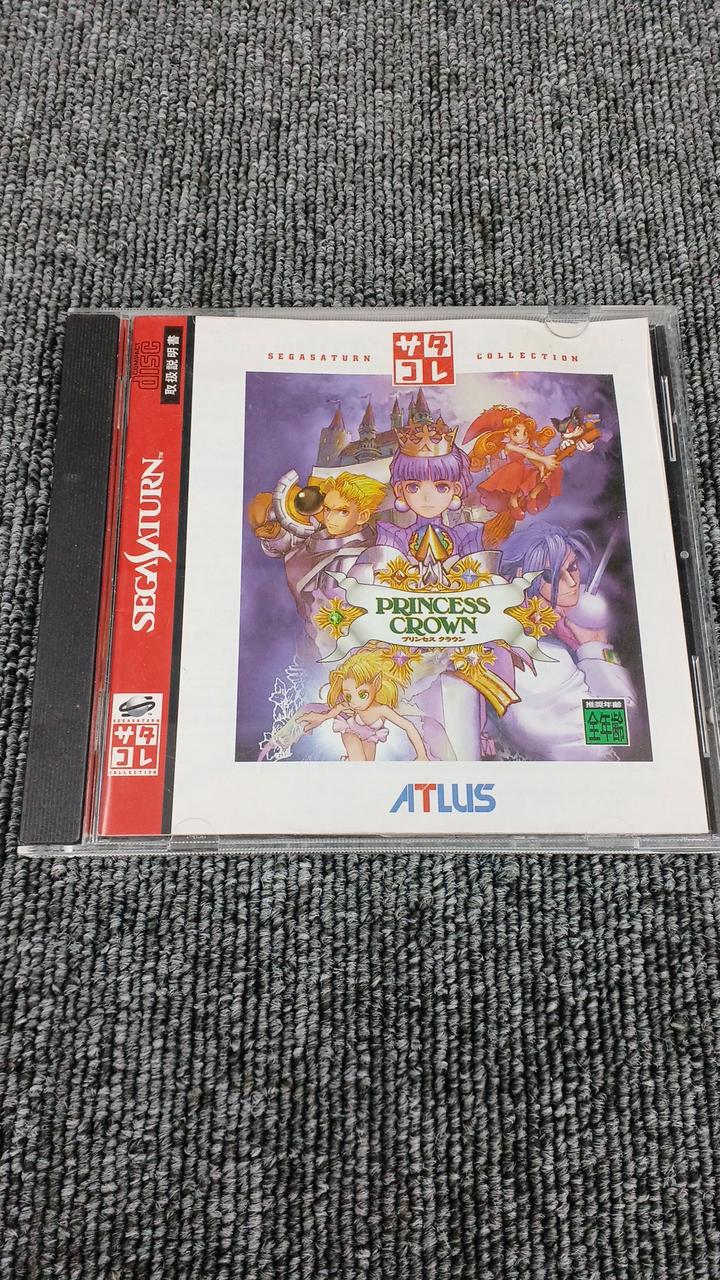 COMPACT
disc
取扱説明書
SEGASATURN™
SEGASATURN
サタ
コレ
COLLECTION
SEGASATURN
サタ
コレ
COLLECTION
PRINCESS
CROWN
プリンセス クラウン
推奨年齢
全年齢
ATLUS